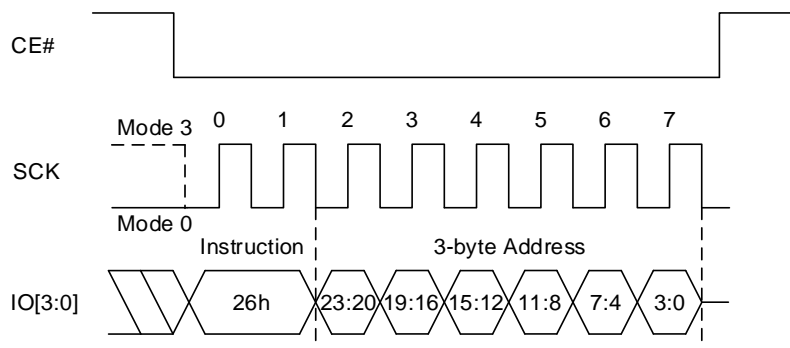 CE#
Mode 3 0 1 2 3 4 5 6 7
SCK
Mode 0
Instruction 3-byte Address
IO[3:0] 26h 23:20 19:16 15:12 11:8 7:4 3:0